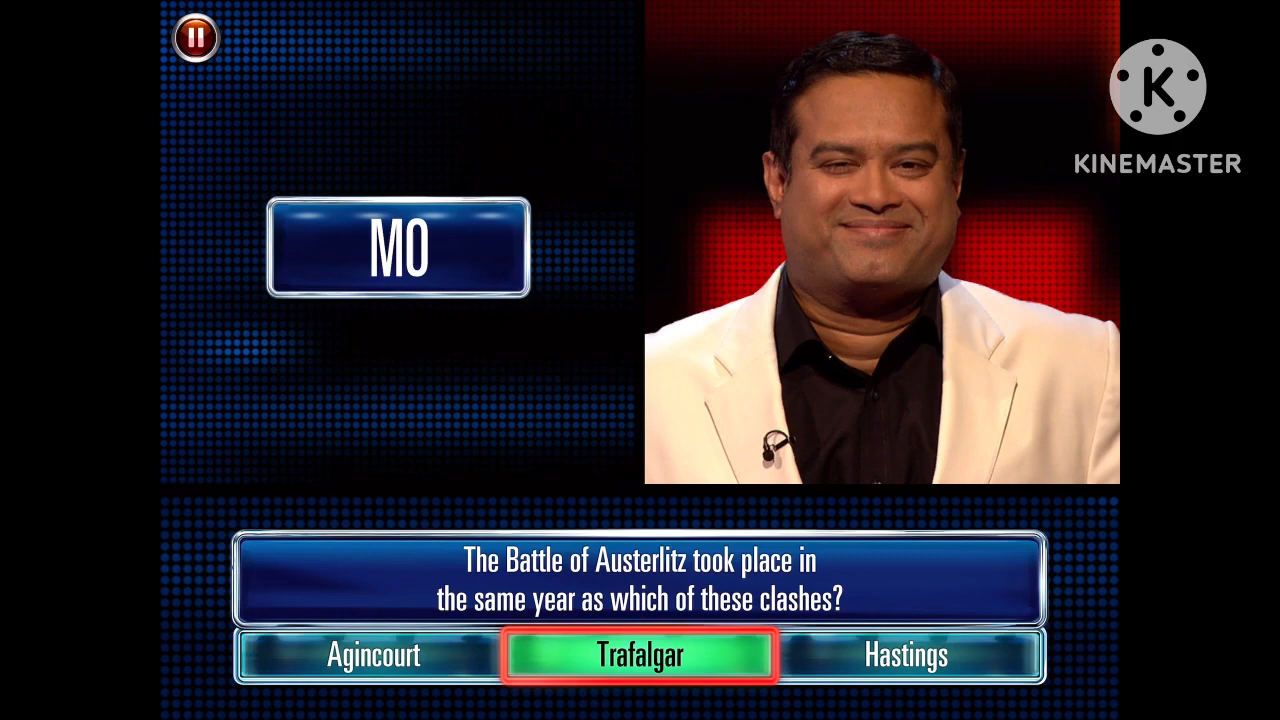 K
KINEMASTER
MO
The Battle of Austerlitz took place in
the same year as which of these clashes?
Agincourt
Trafalgar
Hastings